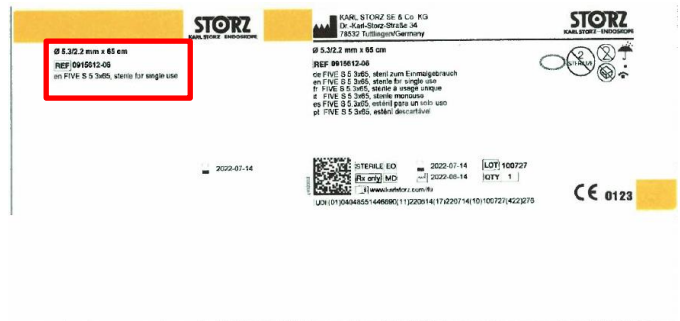 STORZ
KARL STORZ-ENDOSKOPE
Ø 5.3/2.2 mm x 65 cm
REF 0915612-06
en FIVE S 5 3x65, sterile for single use
2022-07-14
KARL STORZ SE & Co KG
Dr.-Karl-Storz-Straße 34
78532 Tuttlingen/Germany
STORZ
KARL STORZ-ENDOSKOPE
Ø 5.3/2.2 mm x 65 cm
REF 0915612-06
de FIVE S 5 3x65, steril zum Einmalgebrauch
en FIVE S 5 3x65, sterile for single use
fr FIVE S 5 3x65, stérile à usage unique
it FIVE S 5 3x65, sterile monouso
es FIVE S 5 3x65, estéril para un solo uso
pt FIVE S 5 3x65, estéril descartável
2
STERILE EO 2022-07-14 LOT 100727
Rx only MD 2022-06-14 QTY 1
www.karlstorz.com/ifu
UDI (01)04048551446690(11)220614(17)220714(10)100727(422)276
CE 0123